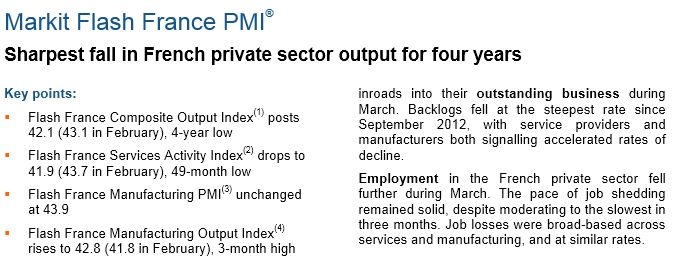 Markit Flash France PMI®
Sharpest fall in French private sector output for four years
Key points:
▪ Flash France Composite Output Index(1) posts
42.1 (43.1 in February), 4-year low
▪ Flash France Services Activity Index(2) drops to
41.9 (43.7 in February), 49-month low
▪ Flash France Manufacturing PMI(3) unchanged
at 43.9
▪ Flash France Manufacturing Output Index(4)
rises to 42.8 (41.8 in February), 3-month high
inroads into their outstanding business during
March. Backlogs fell at the steepest rate since
September 2012, with service providers and
manufacturers both signalling accelerated rates of
decline.
Employment in the French private sector fell
further during March. The pace of job shedding
remained solid, despite moderating to the slowest in
three months. Job losses were broad-based across
services and manufacturing, and at similar rates.